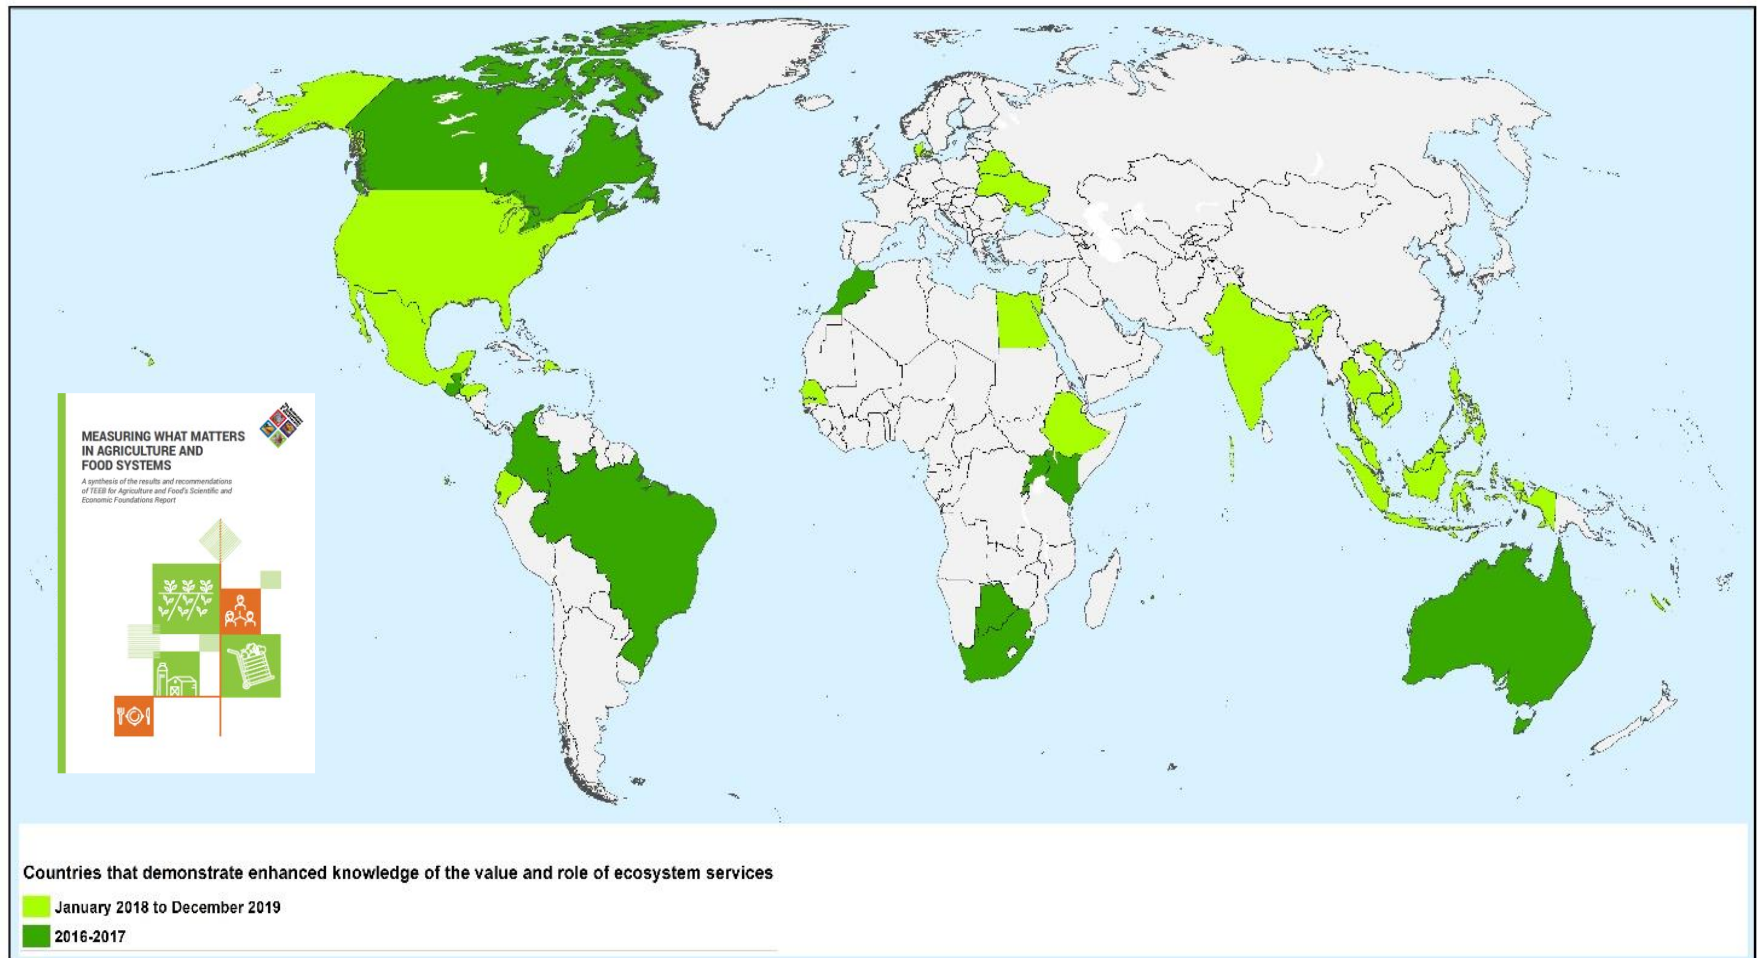 MEASURING WHAT MATTERS
IN AGRICULTURE AND
FOOD SYSTEMS
A synthesis of the results and recommendations
of TEEB for Agriculture and Food's Scientific and
Economic Foundations Report
Countries that demonstrate enhanced knowledge of the value and role of ecosystem services
January 2018 to December 2019
2016-2017